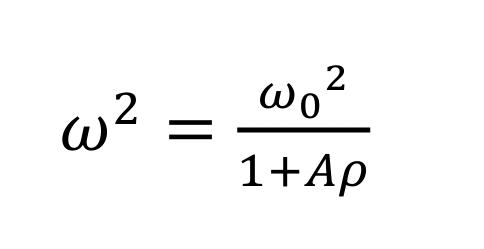 ω² = ω₀² / (1+Aρ)